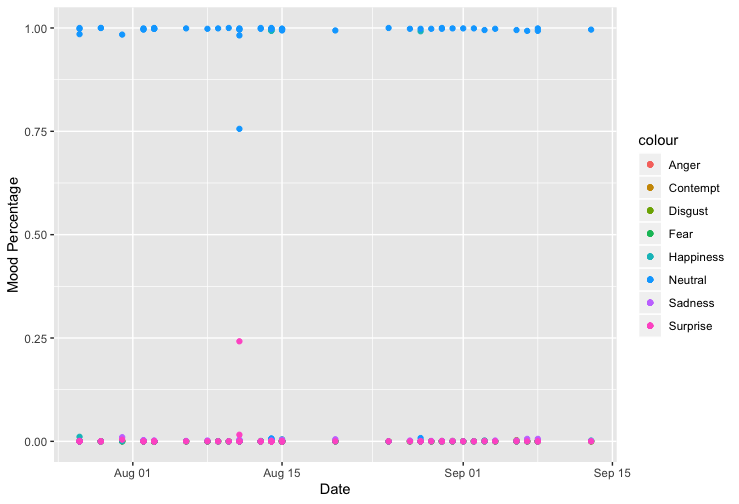 1.00
0.75
0.50
0.25
0.00
Mood Percentage
Aug 01
Aug 15
Sep 01
Sep 15
Date
colour
Anger
Contempt
Disgust
Fear
Happiness
Neutral
Sadness
Surprise